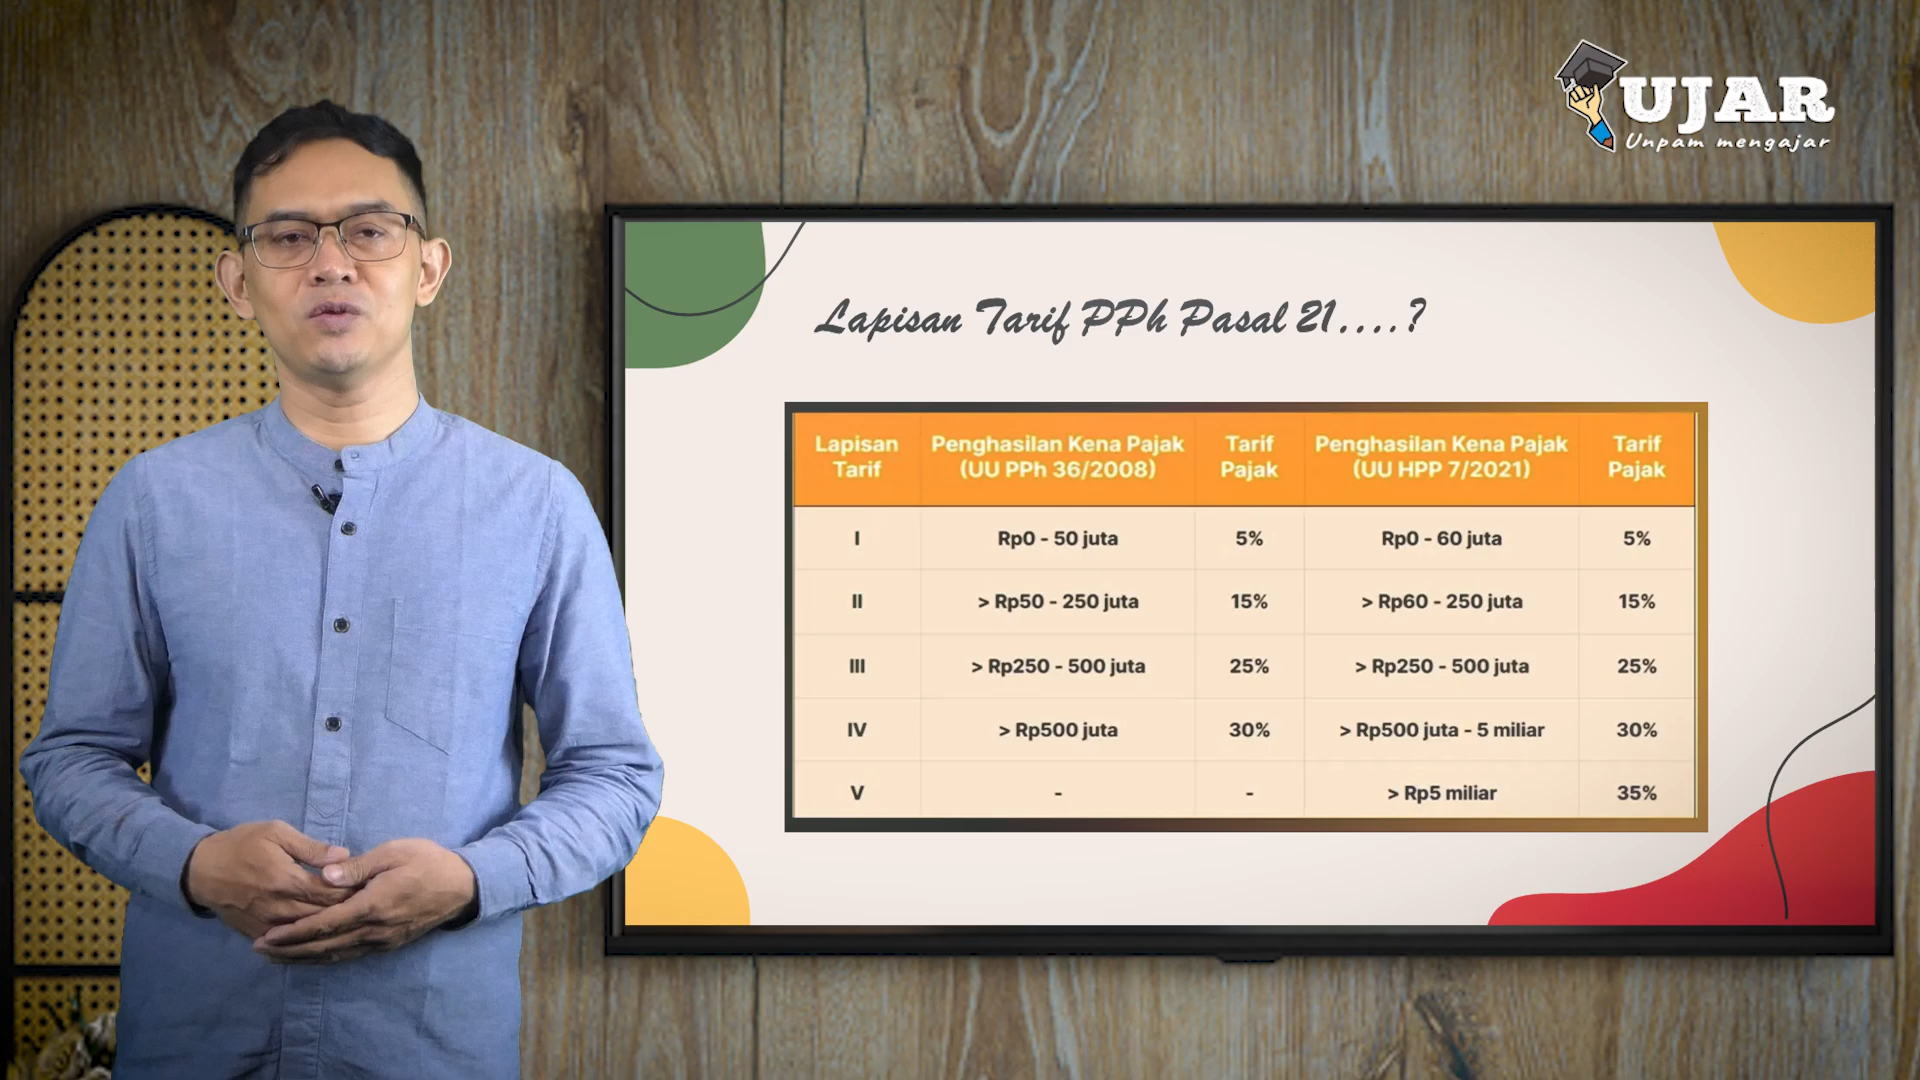 UJAR
Unpam mengajar
Lapisan Tarif PPh Pasal 21....?
Lapisan Tarif
Penghasilan Kena Pajak (UU PPh 36/2008)
Tarif Pajak
Penghasilan Kena Pajak (UU HPP 7/2021)
Tarif Pajak
I Rp0 - 50 juta 5% Rp0 - 60 juta 5%
II > Rp50 - 250 juta 15% > Rp60 - 250 juta 15%
III > Rp250 - 500 juta 25% > Rp250 - 500 juta 25%
IV > Rp500 juta 30% > Rp500 juta - 5 miliar 30%
V - - > Rp5 miliar 35%